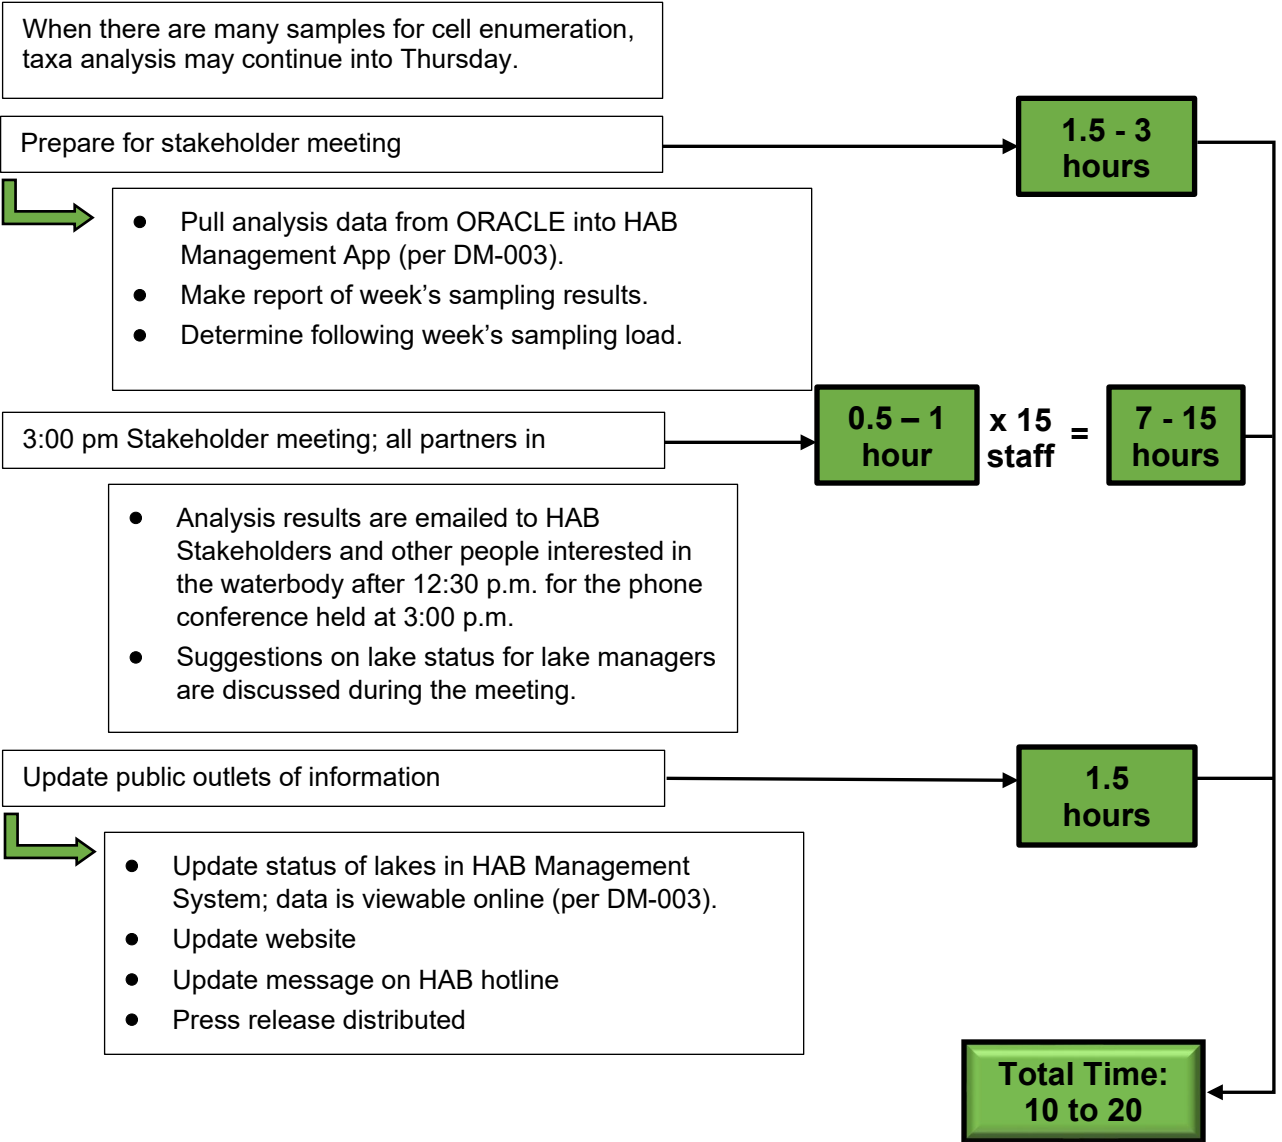 When there are many samples for cell enumeration,
taxa analysis may continue into Thursday.
Prepare for stakeholder meeting
1.5 - 3
hours
● Pull analysis data from ORACLE into HAB
Management App (per DM-003).
● Make report of week’s sampling results.
● Determine following week’s sampling load.
3:00 pm Stakeholder meeting; all partners in
0.5 – 1
hour
x 15
staff
=
7 - 15
hours
● Analysis results are emailed to HAB
Stakeholders and other people interested in
the waterbody after 12:30 p.m. for the phone
conference held at 3:00 p.m.
● Suggestions on lake status for lake managers
are discussed during the meeting.
Update public outlets of information
1.5
hours
● Update status of lakes in HAB Management
System; data is viewable online (per DM-003).
● Update website
● Update message on HAB hotline
● Press release distributed
Total Time:
10 to 20